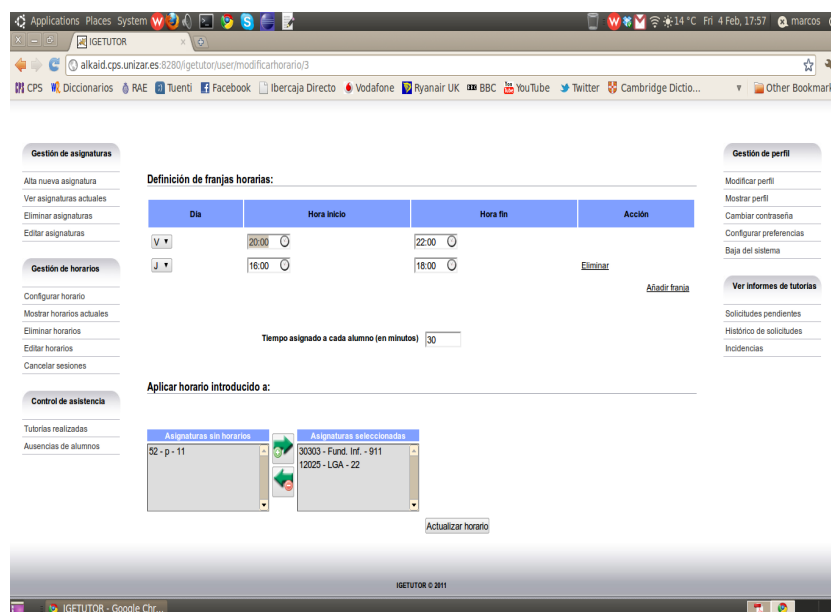 Applications Places System
14 °C Fri 4 Feb, 17:57 marcos
IGETUTOR
alkaid.cps.unizar.es:8280/igetutor/user/modificarhorario/3
CPS Diccionarios RAE Tuenti Facebook Ibercaja Directo Vodafone Ryanair UK BBC YouTube Twitter Cambridge Dictio... Other Bookmar
Gestión de asignaturas
Alta nueva asignatura
Ver asignaturas actuales
Eliminar asignaturas
Editar asignaturas
Gestión de horarios
Configurar horario
Mostrar horarios actuales
Eliminar horarios
Editar horarios
Cancelar sesiones
Control de asistencia
Tutorías realizadas
Ausencias de alumnos
Definición de franjas horarias:
Día Hora inicio Hora fin Acción
V 20:00 22:00
J 16:00 18:00 Eliminar
Añadir franja
Tiempo asignado a cada alumno (en minutos) 30
Aplicar horario introducido a:
Asignaturas sin horarios
52 - p - 11
Asignaturas seleccionadas
30303 - Fund. Inf. - 911
12025 - LGA - 22
Actualizar horario
Gestión de perfil
Modificar perfil
Mostrar perfil
Cambiar contraseña
Configurar preferencias
Baja del sistema
Ver informes de tutorías
Solicitudes pendientes
Histórico de solicitudes
Incidencias
IGETUTOR © 2011
IGETUTOR - Google Chr...